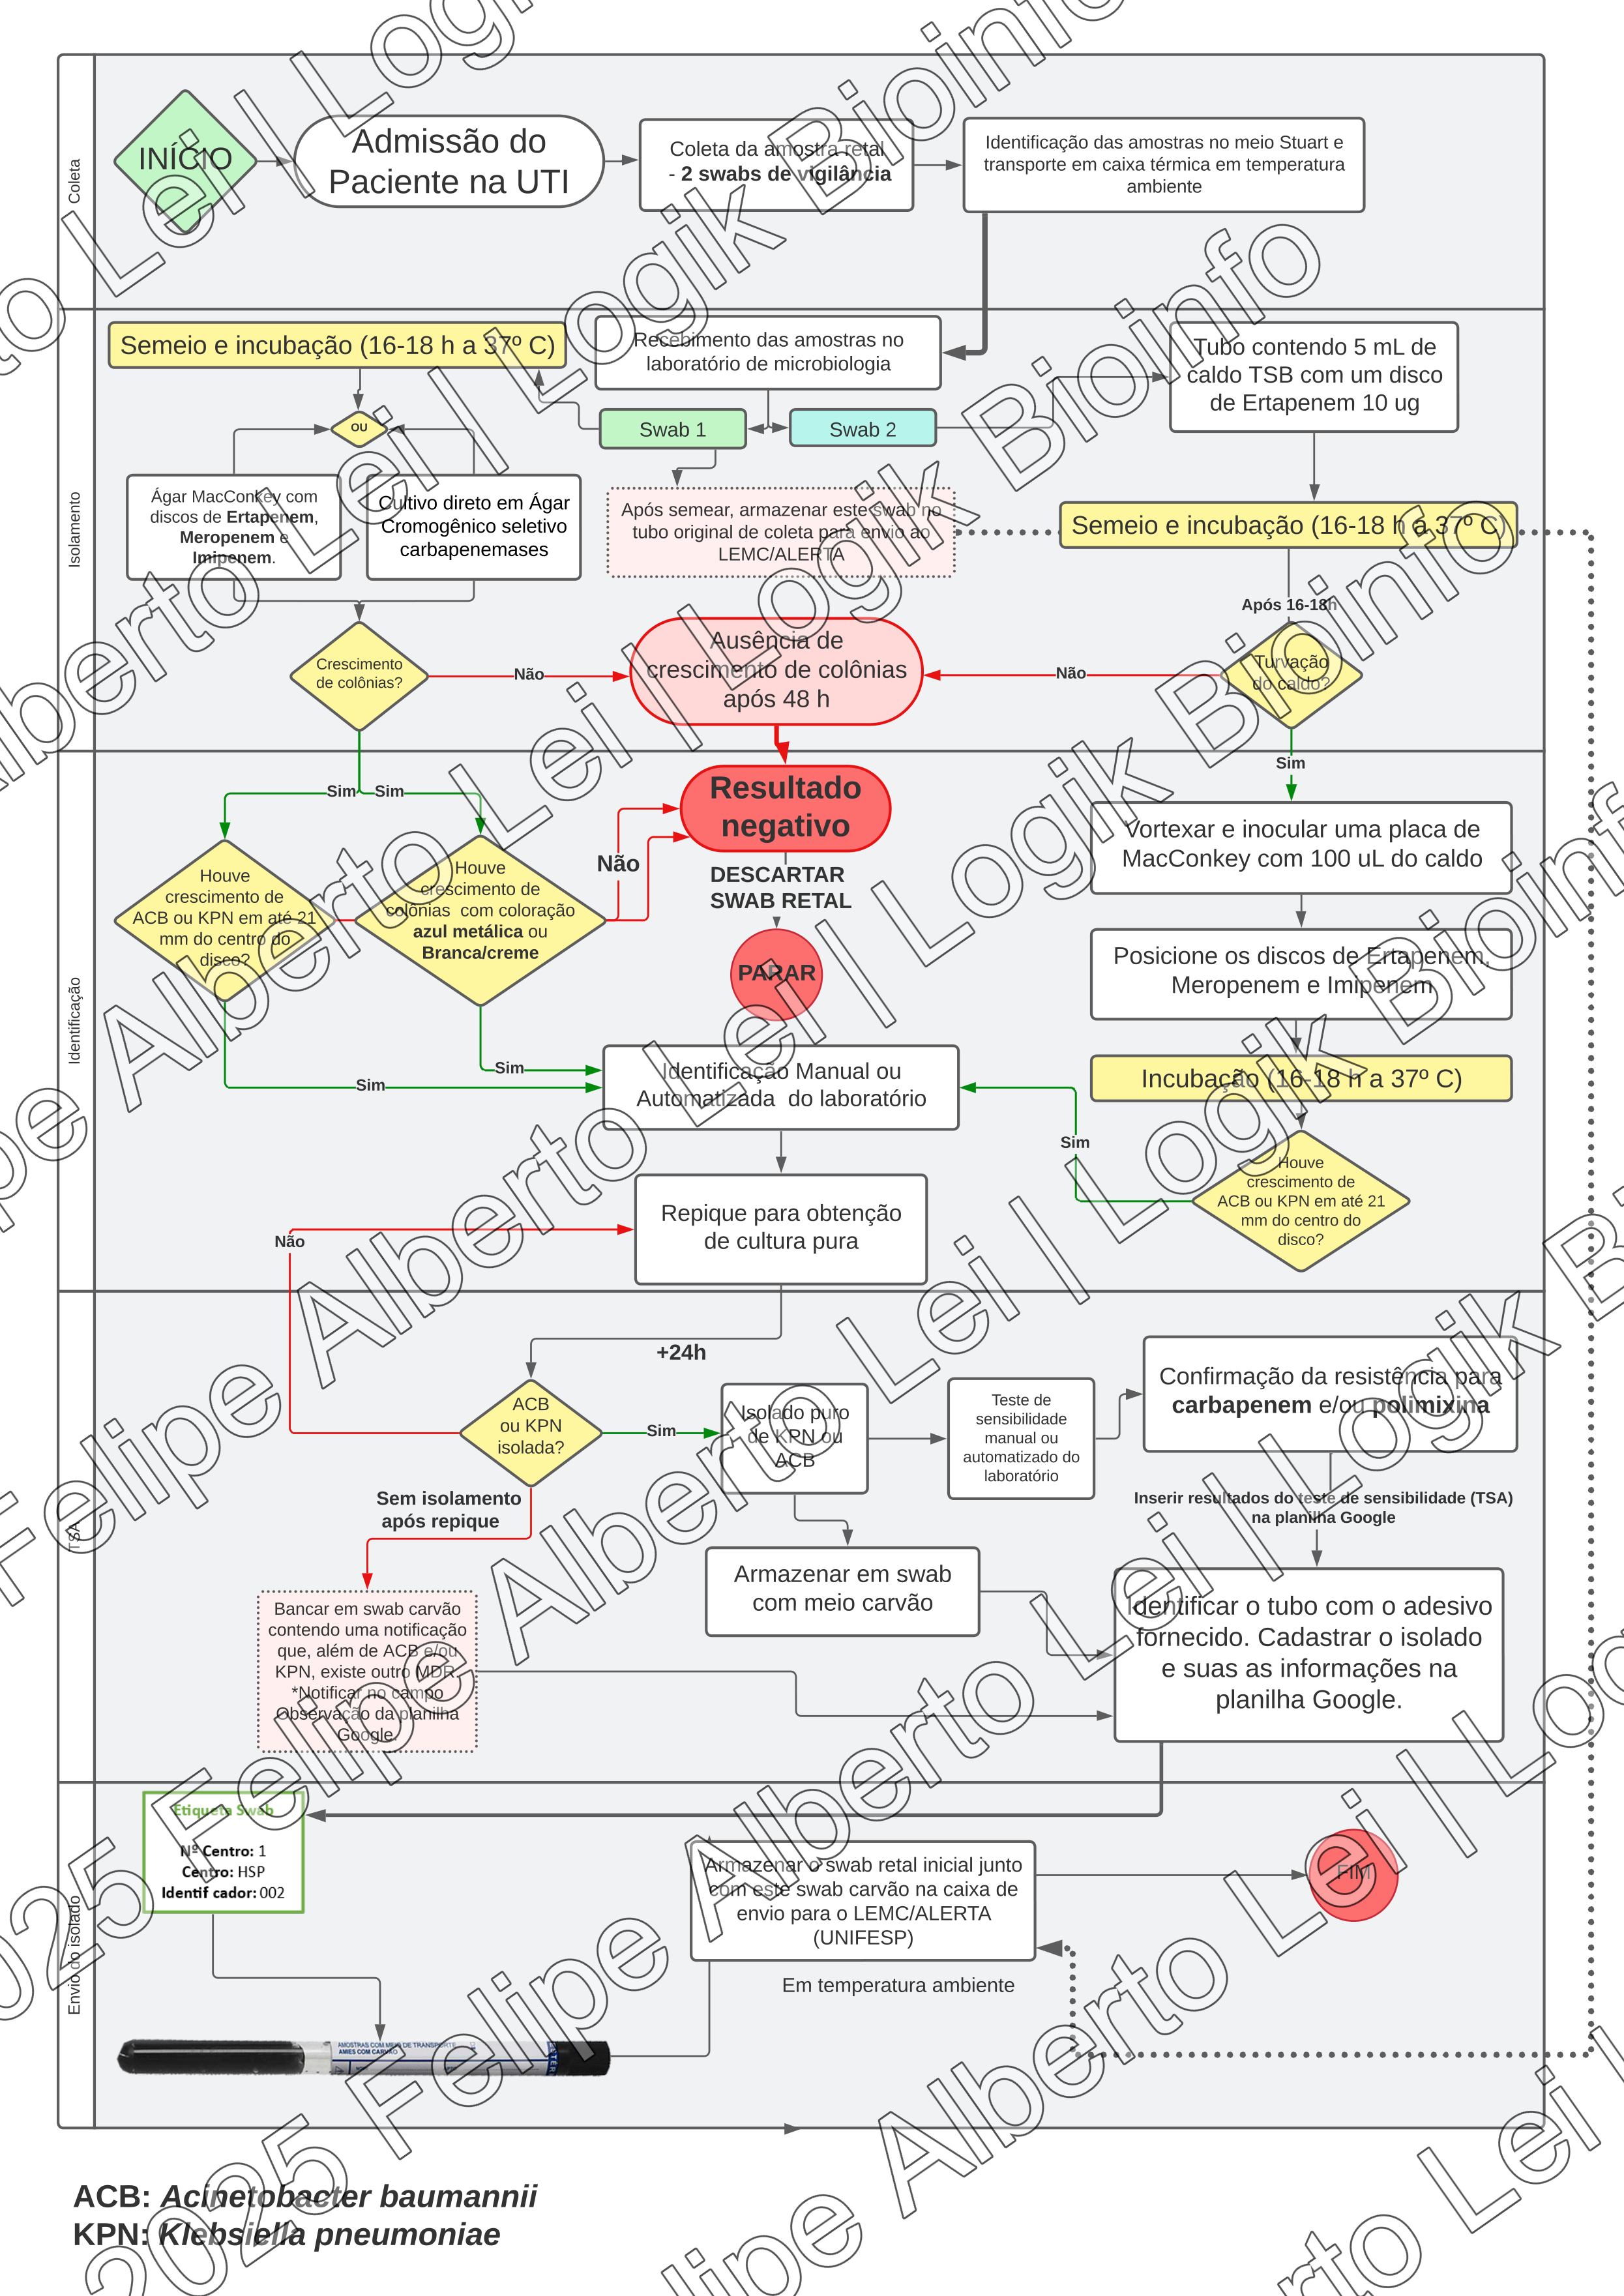 Coleta
INÍCIO
Admissão do
Paciente na UTI
Coleta da amostra retal
- 2 swabs de vigilância
Identificação das amostras no meio Stuart e
transporte em caixa térmica em temperatura
ambiente
Isolamento
Semeio e incubação (16-18 h a 37º C)
Recebimento das amostras no
laboratório de microbiologia
Tubo contendo 5 mL de
caldo TSB com um disco
de Ertapenem 10 ug
OU
Swab 1
Swab 2
Ágar MacConkey com
discos de Ertapenem,
Meropenem e
Imipenem.
Cultivo direto em Ágar
Cromogênico seletivo
carbapenemases
Após semear, armazenar este swab no
tubo original de coleta para envio ao
LEMC/ALERTA
Semeio e incubação (16-18 h a 37º C)
Após 16-18h
Crescimento
de colônias?
Não
Ausência de
crescimento de colônias
após 48 h
Não
Turvação
do caldo?
Identificação
Sim
Sim
Sim
Resultado
negativo
Não
DESCARTAR
SWAB RETAL
PARAR
Houve
crescimento de
ACB ou KPN em até 21
mm do centro do
disco?
Houve
crescimento de
colônias com coloração
azul metálica ou
Branca/creme
Vortexar e inocular uma placa de
MacConkey com 100 uL do caldo
Posicione os discos de Ertapenem,
Meropenem e Imipenem
Incubação (16-18 h a 37º C)
Sim
Sim
Identificação Manual ou
Automatizada do laboratório
Sim
Houve
crescimento de
ACB ou KPN em até 21
mm do centro do
disco?
Repique para obtenção
de cultura pura
Não
TSA
+24h
ACB
ou KPN
isolada?
Sim
Isolado puro
de KPN ou
ACB
Teste de
sensibilidade
manual ou
automatizado do
laboratório
Confirmação da resistência para
carbapenem e/ou polimixina
Sem isolamento
após repique
Inserir resultados do teste de sensibilidade (TSA)
na planilha Google
Armazenar em swab
com meio carvão
Bancar em swab carvão
contendo uma notificação
que, além de ACB e/ou
KPN, existe outro MDR.
*Notificar no campo
Observação da planilha
Google.
Identificar o tubo com o adesivo
fornecido. Cadastrar o isolado
e suas as informações na
planilha Google.
Envio do isolado
Etiqueta Swab
Nº Centro: 1
Centro: HSP
Identif cador: 002
Armazenar o swab retal inicial junto
com este swab carvão na caixa de
envio para o LEMC/ALERTA
(UNIFESP)
FIM
Em temperatura ambiente
AMOSTRAS COM MEIO DE TRANSPORTE
AMIES COM CARVÃO
ACB: Acinetobacter baumannii
KPN: Klebsiella pneumoniae
2025 Felipe Alberto Lei | Logik Bioinfo